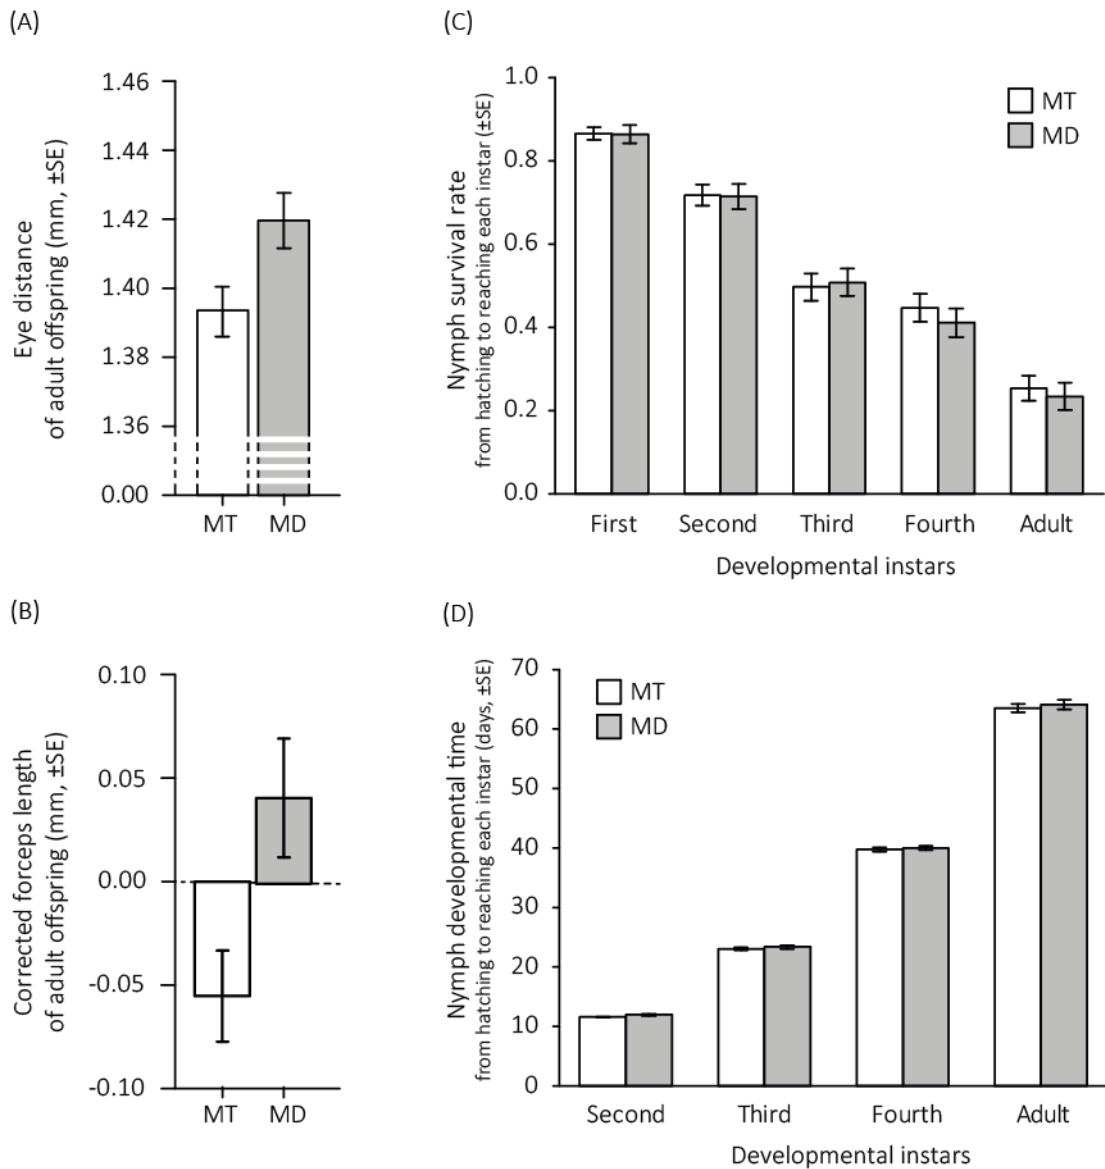 (A)
Eye distance
of adult offspring (mm, ±SE)
1.46
1.44
1.42
1.40
1.38
1.36
0.00
MT MD
(C)
Nymph survival rate
from hatching to reaching each instar (±SE)
1.0
0.8
0.6
0.4
0.2
0.0
MT
MD
First Second Third Fourth Adult
Developmental instars
(B)
Corrected forceps length
of adult offspring (mm, ±SE)
0.10
0.05
0.00
-0.05
-0.10
MT MD
(D)
Nymph developmental time
from hatching to reaching each instar (days, ±SE)
70
60
50
40
30
20
10
0
MT
MD
Second Third Fourth Adult
Developmental instars